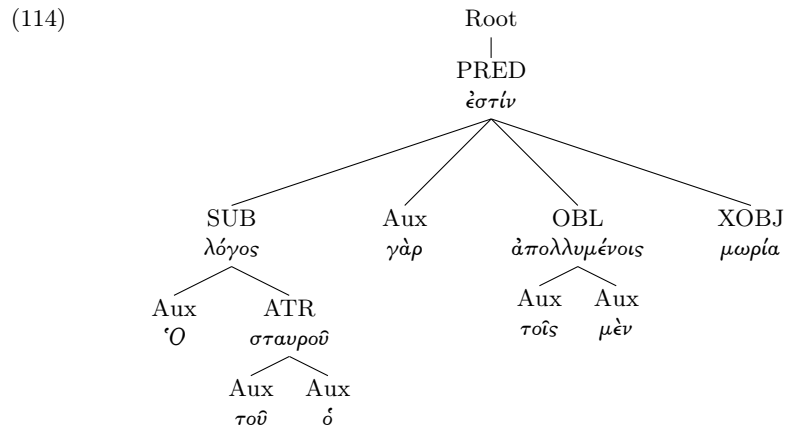 (114)
Root
PRED
ἐστίν
SUB Aux OBL XOBJ
λόγος γὰρ ἀπολλυμένοις μωρία
Aux ATR Aux Aux
Ὁ σταυροῦ τοῖς μὲν
Aux Aux
τοῦ ὁ